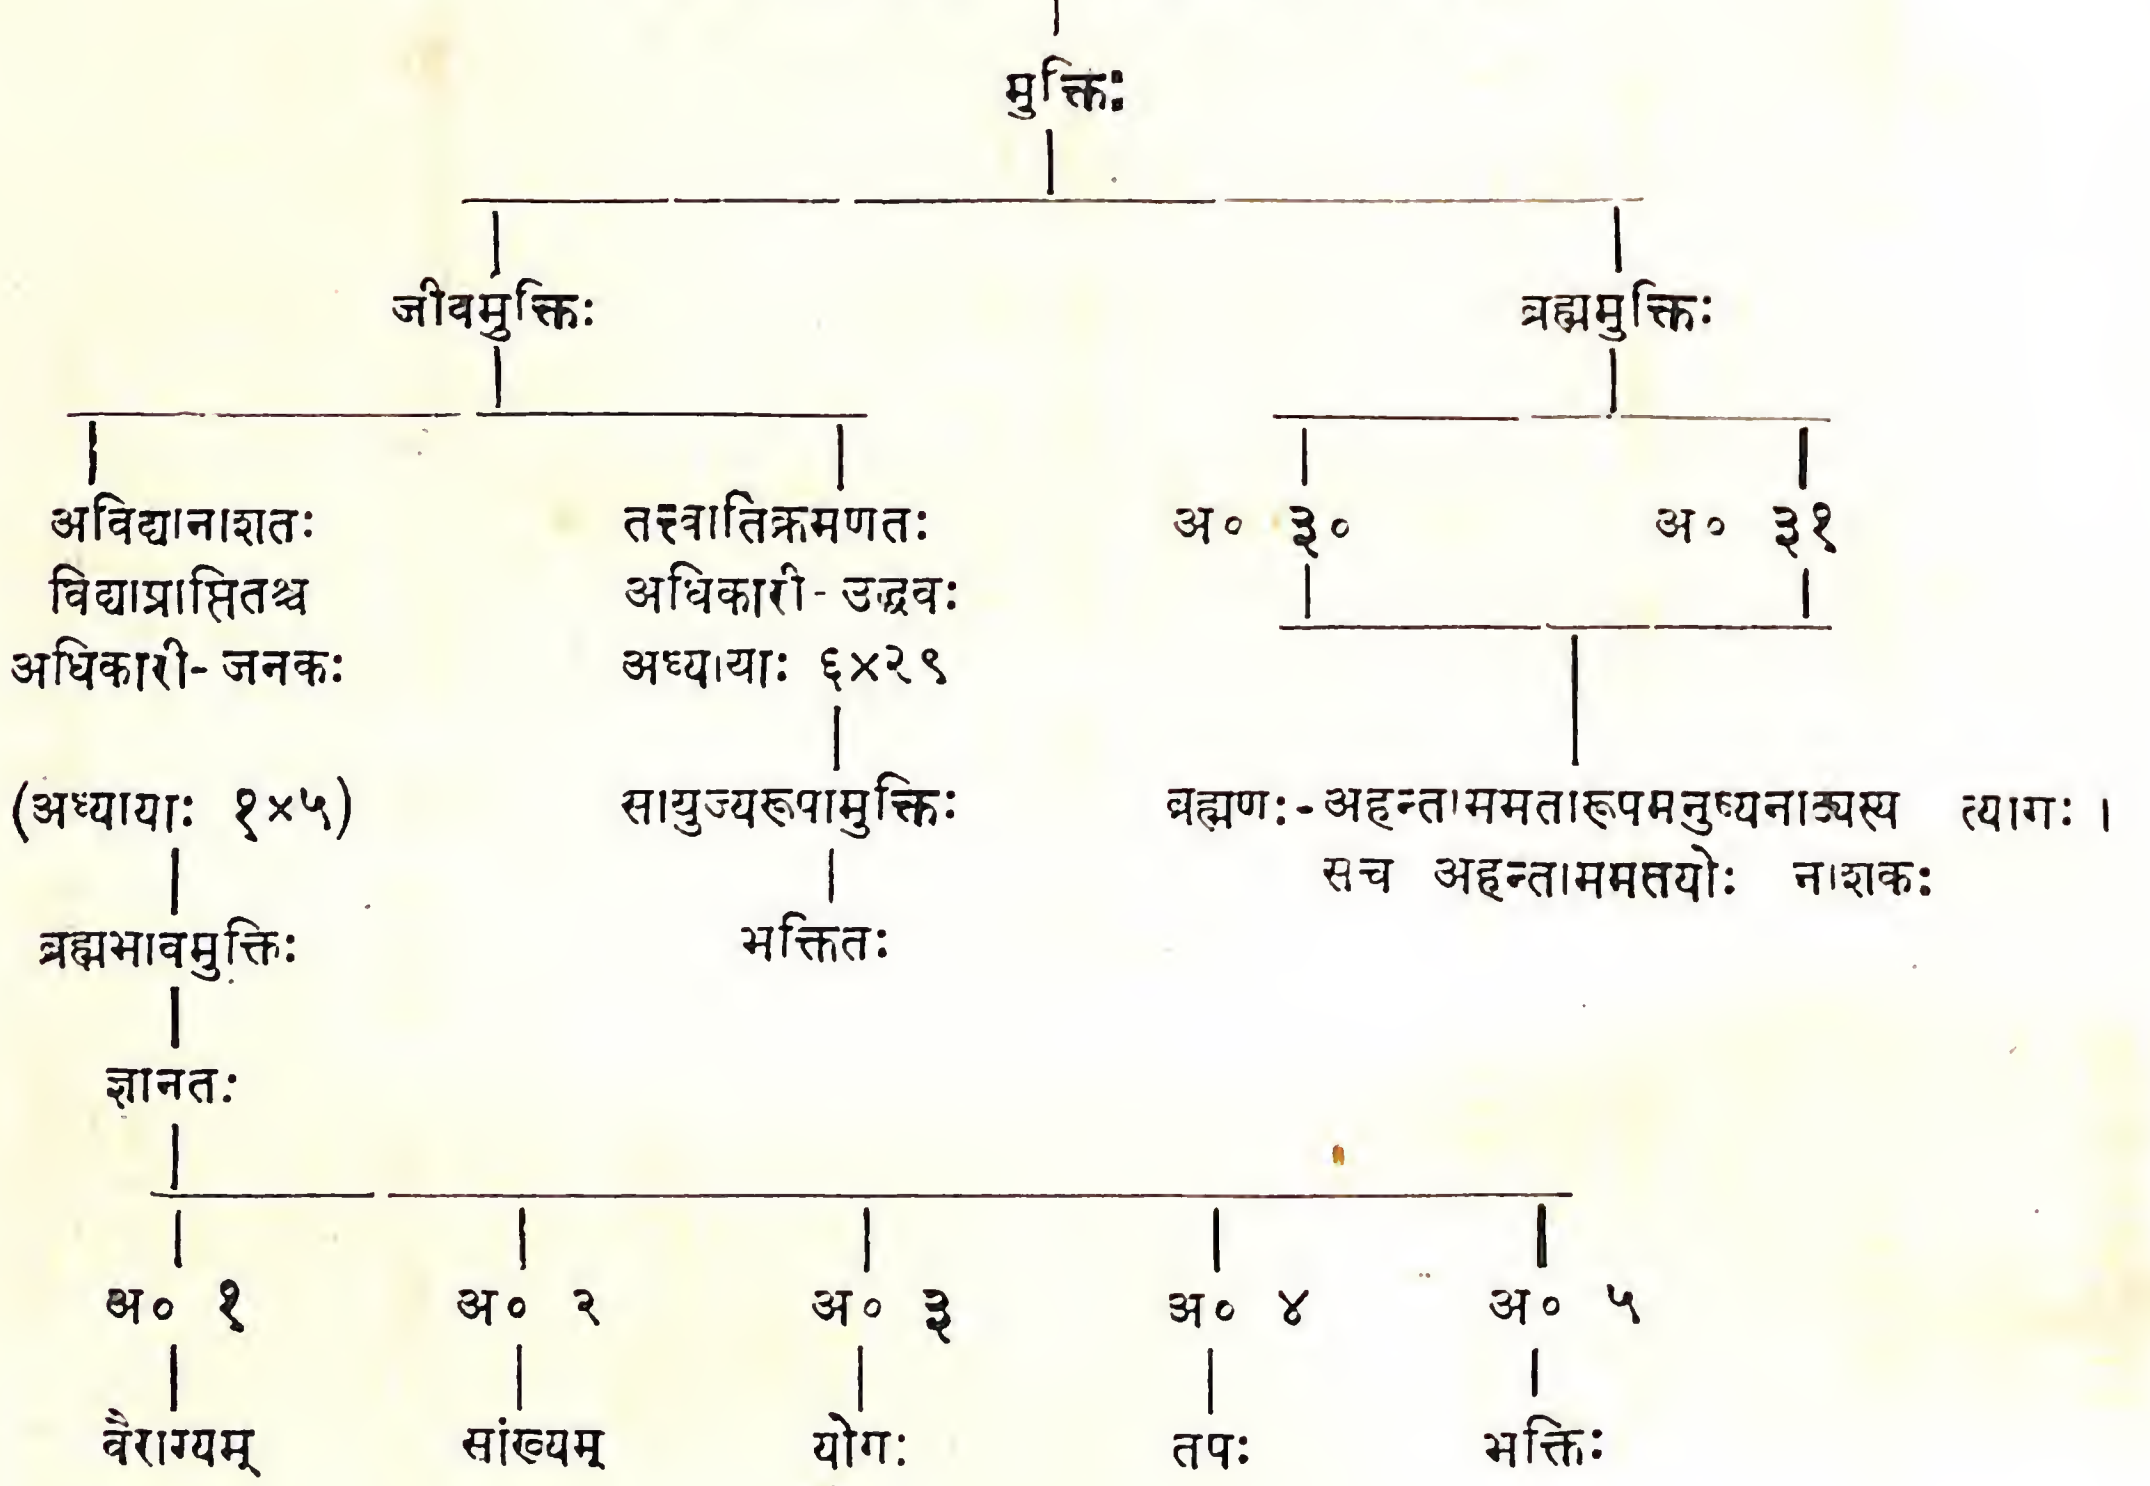 मुक्तिः
जीवमुक्तिः ब्रह्ममुक्तिः
अविद्यानाशतः तत्त्वातिक्रमणतः अ० ३० अ० ३१
विद्याप्राप्तितश्च अधिकारी-उद्धवः
अधिकारी-जनकः अध्यायाः ६×२९
(अध्यायाः १×५) सायुज्यरूपामुक्तिः ब्रह्मणः-अहन्ताममतारूपमनुष्यनाट्यस्य त्यागः ।
सच अहन्ताममतयोः नाशकः
ब्रह्मभावमुक्तिः भक्तितः
ज्ञानतः
अ० १ अ० २ अ० ३ अ० ४ अ० ५
वैराग्यम् सांख्यम् योगः तपः भक्तिः